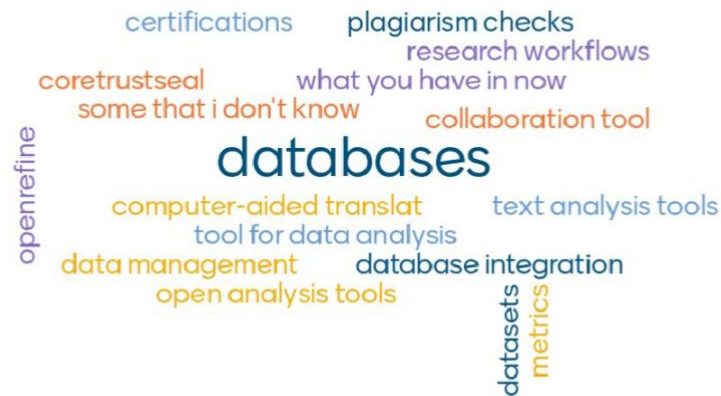 certifications
plagiarism checks
research workflows
coretrustseal
what you have in now
some that i don't know
collaboration tool
databases
openrefine
computer-aided translat
text analysis tools
tool for data analysis
data management
database integration
open analysis tools
datasets
metrics